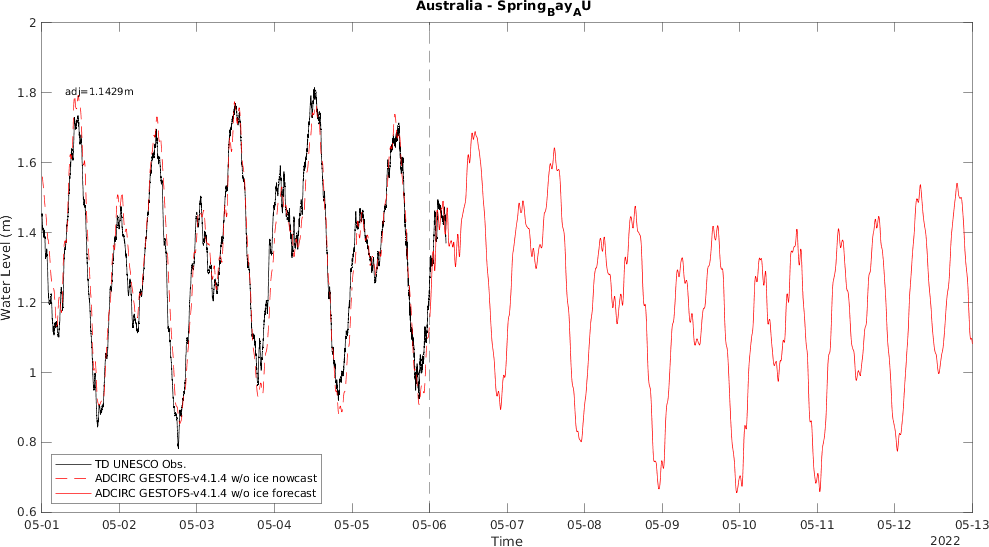 Australia - Spring_Bay_AU
2
1.8
1.6
1.4
1.2
1
0.8
0.6
Water Level (m)
adj=1.1429m
TD UNESCO Obs.
ADCIRC GESTOFS-v4.1.4 w/o ice nowcast
ADCIRC GESTOFS-v4.1.4 w/o ice forecast
05-01 05-02 05-03 05-04 05-05 05-06 05-07 05-08 05-09 05-10 05-11 05-12 05-13
Time
2022